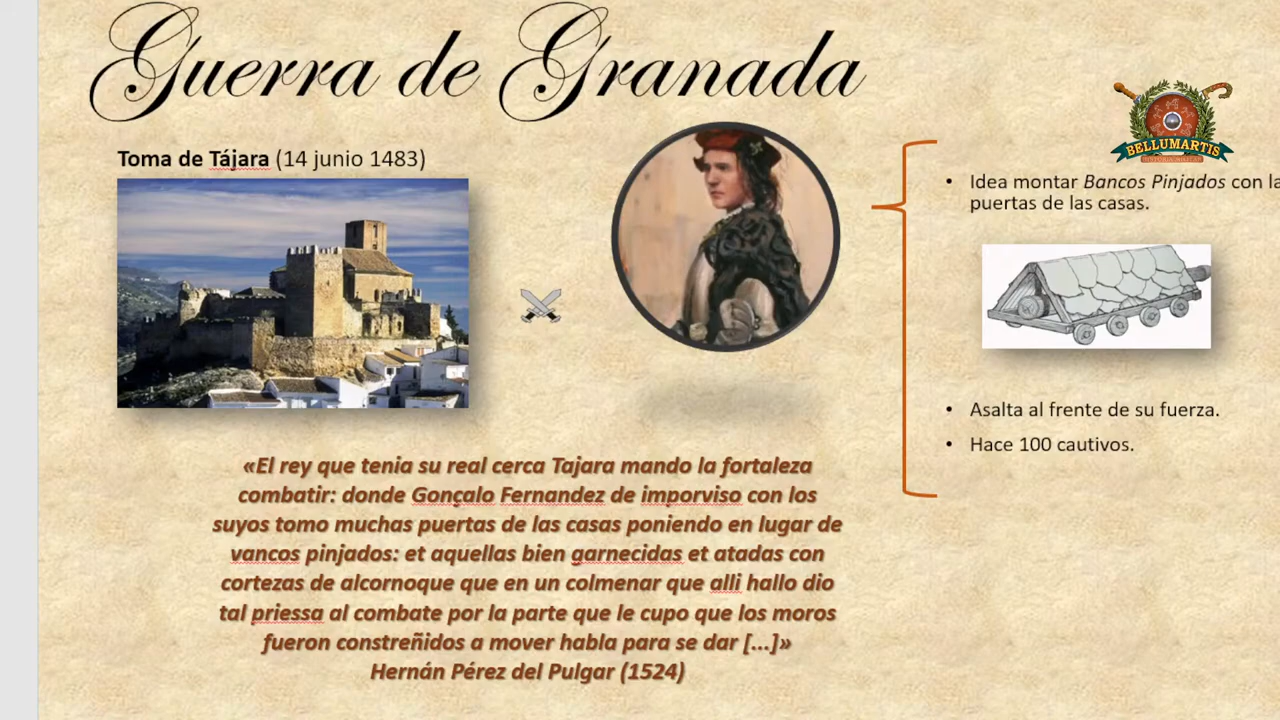 Guerra de Granada
Toma de Tájara (14 junio 1483)
BELLUMARTIS
HISTORIA MILITAR
• Idea montar Bancos Pinjados con la
puertas de las casas.
• Asalta al frente de su fuerza.
• Hace 100 cautivos.
«El rey que tenia su real cerca Tajara mando la fortaleza
combatir: donde Gonçalo Fernandez de imporviso con los
suyos tomo muchas puertas de las casas poniendo en lugar de
vancos pinjados: et aquellas bien garnecidas et atadas con
cortezas de alcornoque que en un colmenar que alli hallo dio
tal priessa al combate por la parte que le cupo que los moros
fueron constreñidos a mover habla para se dar [...]»
Hernán Pérez del Pulgar (1524)